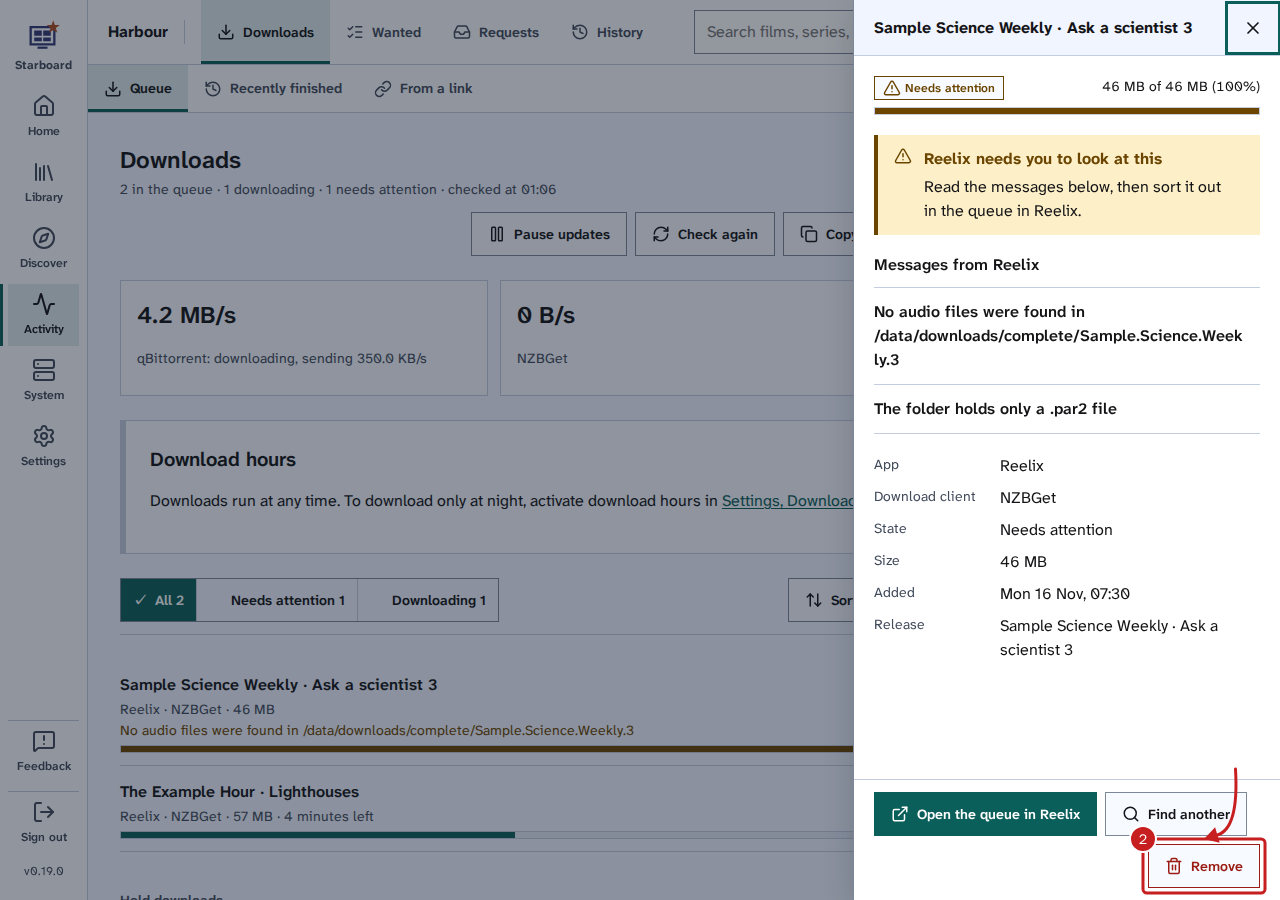 Starboard
Home
Library
Discover
Activity
System
Settings
Feedback
Sign out
v0.19.0
Harbour
Downloads
Wanted
Requests
History
Search films, series,
Queue
Recently finished
From a link
Downloads
2 in the queue · 1 downloading · 1 needs attention · checked at 01:06
Pause updates
Check again
Copy
4.2 MB/s
qBittorrent: downloading, sending 350.0 KB/s
0 B/s
NZBGet
Download hours
Downloads run at any time. To download only at night, activate download hours in Settings, Downloa
✓ All 2
Needs attention 1
Downloading 1
Sor
Sample Science Weekly · Ask a scientist 3
Reelix · NZBGet · 46 MB
No audio files were found in /data/downloads/complete/Sample.Science.Weekly.3
The Example Hour · Lighthouses
Reelix · NZBGet · 57 MB · 4 minutes left
Hold downloads
Sample Science Weekly · Ask a scientist 3
Needs attention
46 MB of 46 MB (100%)
Reelix needs you to look at this
Read the messages below, then sort it out
in the queue in Reelix.
Messages from Reelix
No audio files were found in
/data/downloads/complete/Sample.Science.Week
ly.3
The folder holds only a .par2 file
App
Reelix
Download client
NZBGet
State
Needs attention
Size
46 MB
Added
Mon 16 Nov, 07:30
Release
Sample Science Weekly · Ask a
scientist 3
Open the queue in Reelix
Find another
2
Remove